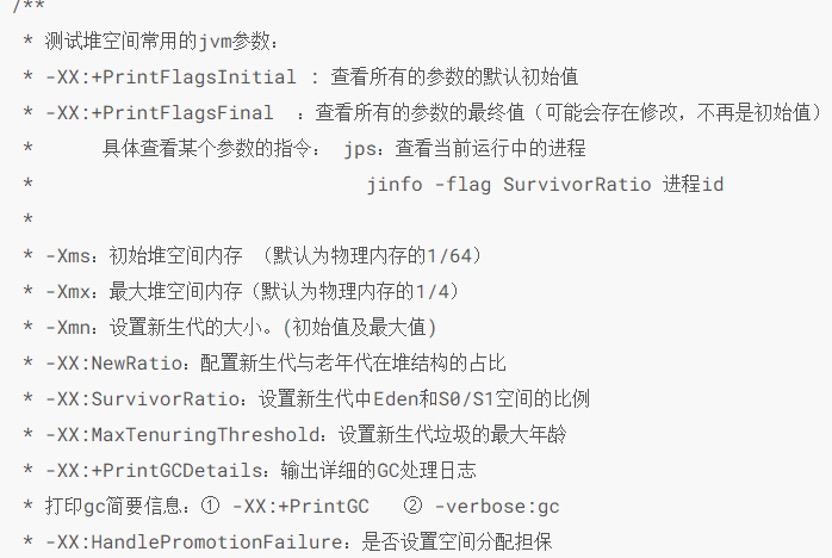 /**
* 测试堆空间常用的jvm参数：
* -XX:+PrintFlagsInitial : 查看所有的参数的默认初始值
* -XX:+PrintFlagsFinal  ：查看所有的参数的最终值（可能会存在修改，不再是初始值）
*      具体查看某个参数的指令： jps：查看当前运行中的进程
*                             jinfo -flag SurvivorRatio 进程id
*
* -Xms：初始堆空间内存 （默认为物理内存的1/64）
* -Xmx：最大堆空间内存（默认为物理内存的1/4）
* -Xmn：设置新生代的大小。(初始值及最大值)
* -XX:NewRatio：配置新生代与老年代在堆结构的占比
* -XX:SurvivorRatio：设置新生代中Eden和S0/S1空间的比例
* -XX:MaxTenuringThreshold：设置新生代垃圾的最大年龄
* -XX:+PrintGCDetails：输出详细的GC处理日志
* 打印gc简要信息：① -XX:+PrintGC   ② -verbose:gc
* -XX:HandlePromotionFailure：是否设置空间分配担保